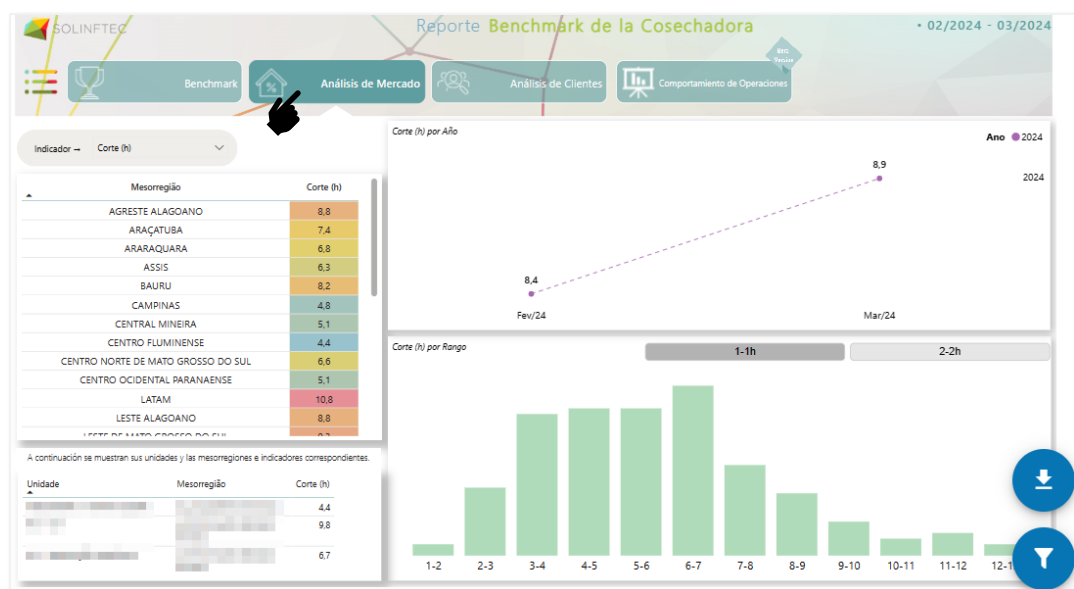 SOLINFTEC
Reporte Benchmark de la Cosechadora
• 02/2024 - 03/2024
Benchmark
Análisis de Mercado
Análisis de Clientes
Comportamiento de Operaciones
Indicador → Corte (h)
Mesorregião Corte (h)
AGRESTE ALAGOANO 8,8
ARAÇATUBA 7,4
ARARAQUARA 6,8
ASSIS 6,3
BAURU 8,2
CAMPINAS 4,8
CENTRAL MINEIRA 5,1
CENTRO FLUMINENSE 4,4
CENTRO NORTE DE MATO GROSSO DO SUL 6,6
CENTRO OCIDENTAL PARANAENSE 5,1
LATAM 10,8
LESTE ALAGOANO 8,8
LESTE DE MATO GROSSO DO SUL
A continuación se muestran sus unidades y las mesorregiones e indicadores correspondientes.
Unidade Mesorregião Corte (h)
4,4
9,8
6,7
Corte (h) por Año
Ano 2024
2024
8,9
8,4
Fev/24 Mar/24
Corte (h) por Rango
1-1h 2-2h
1-2 2-3 3-4 4-5 5-6 6-7 7-8 8-9 9-10 10-11 11-12